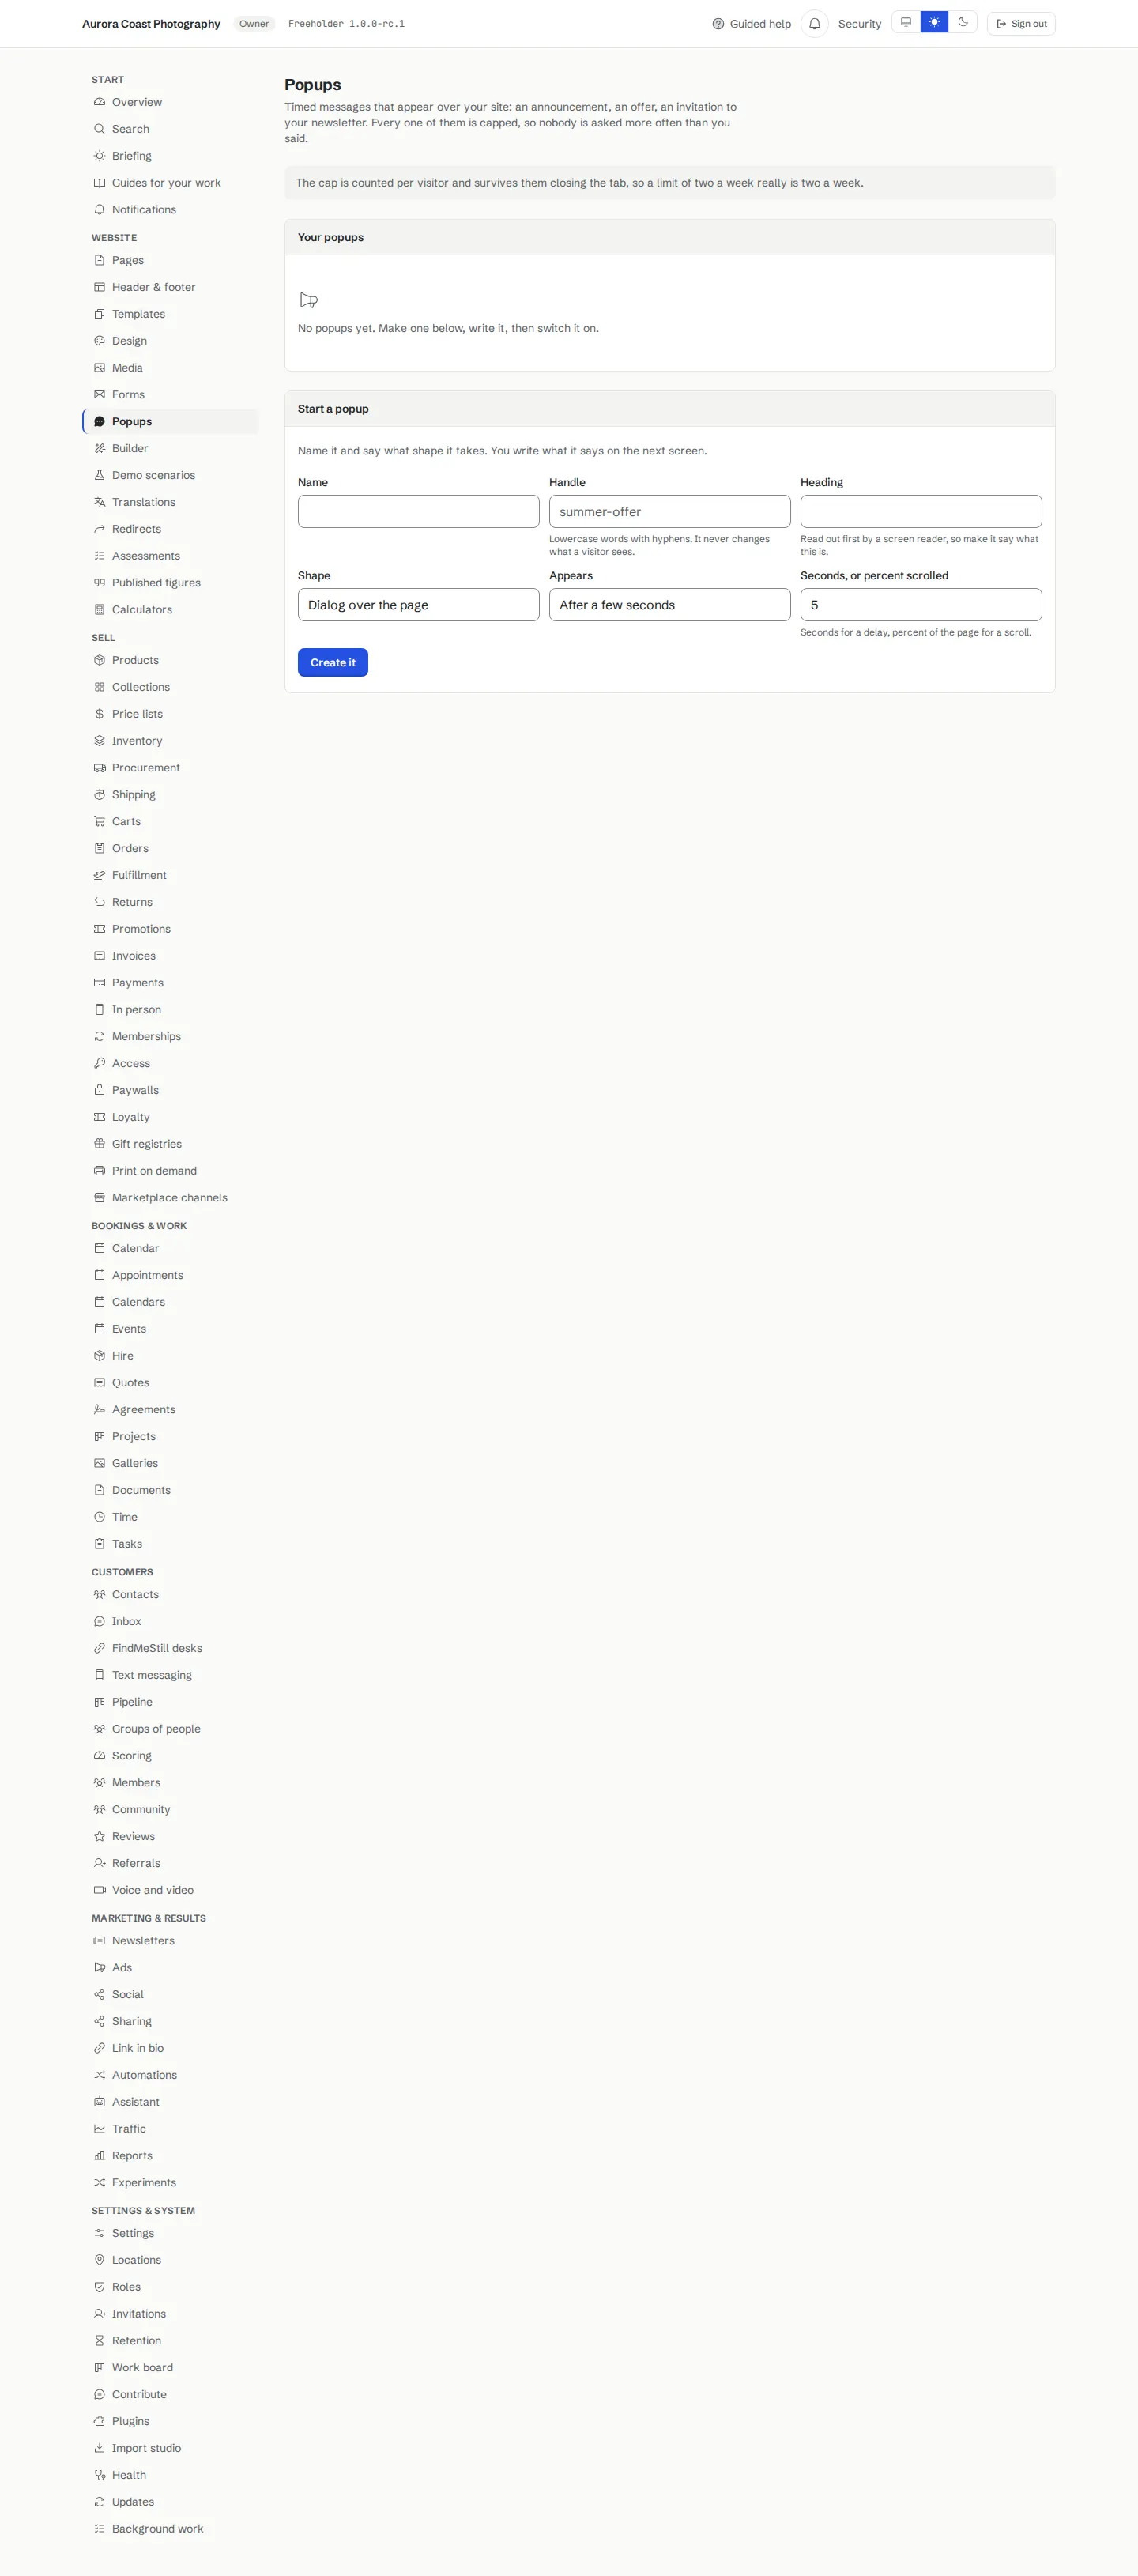 Aurora Coast Photography
Owner
Freeholder 1.0.0-rc.1
Guided help
Security
Sign out
START
Overview
Search
Briefing
Guides for your work
Notifications
WEBSITE
Pages
Header & footer
Templates
Design
Media
Forms
Popups
Builder
Demo scenarios
Translations
Redirects
Assessments
Published figures
Calculators
SELL
Products
Collections
Price lists
Inventory
Procurement
Shipping
Carts
Orders
Fulfillment
Returns
Promotions
Invoices
Payments
In person
Memberships
Access
Paywalls
Loyalty
Gift registries
Print on demand
Marketplace channels
BOOKINGS & WORK
Calendar
Appointments
Calendars
Events
Hire
Quotes
Agreements
Projects
Galleries
Documents
Time
Tasks
CUSTOMERS
Contacts
Inbox
FindMeStill desks
Text messaging
Pipeline
Groups of people
Scoring
Members
Community
Reviews
Referrals
Voice and video
MARKETING & RESULTS
Newsletters
Ads
Social
Sharing
Link in bio
Automations
Assistant
Traffic
Reports
Experiments
SETTINGS & SYSTEM
Settings
Locations
Roles
Invitations
Retention
Work board
Contribute
Plugins
Import studio
Health
Updates
Background work
Popups
Timed messages that appear over your site: an announcement, an offer, an invitation to
your newsletter. Every one of them is capped, so nobody is asked more often than you
said.
The cap is counted per visitor and survives them closing the tab, so a limit of two a week really is two a week.
Your popups
No popups yet. Make one below, write it, then switch it on.
Start a popup
Name it and say what shape it takes. You write what it says on the next screen.
Name
Handle
summer-offer
Lowercase words with hyphens. It never changes
what a visitor sees.
Heading
Read out first by a screen reader, so make it say what
this is.
Shape
Dialog over the page
Appears
After a few seconds
Seconds, or percent scrolled
5
Seconds for a delay, percent of the page for a scroll.
Create it